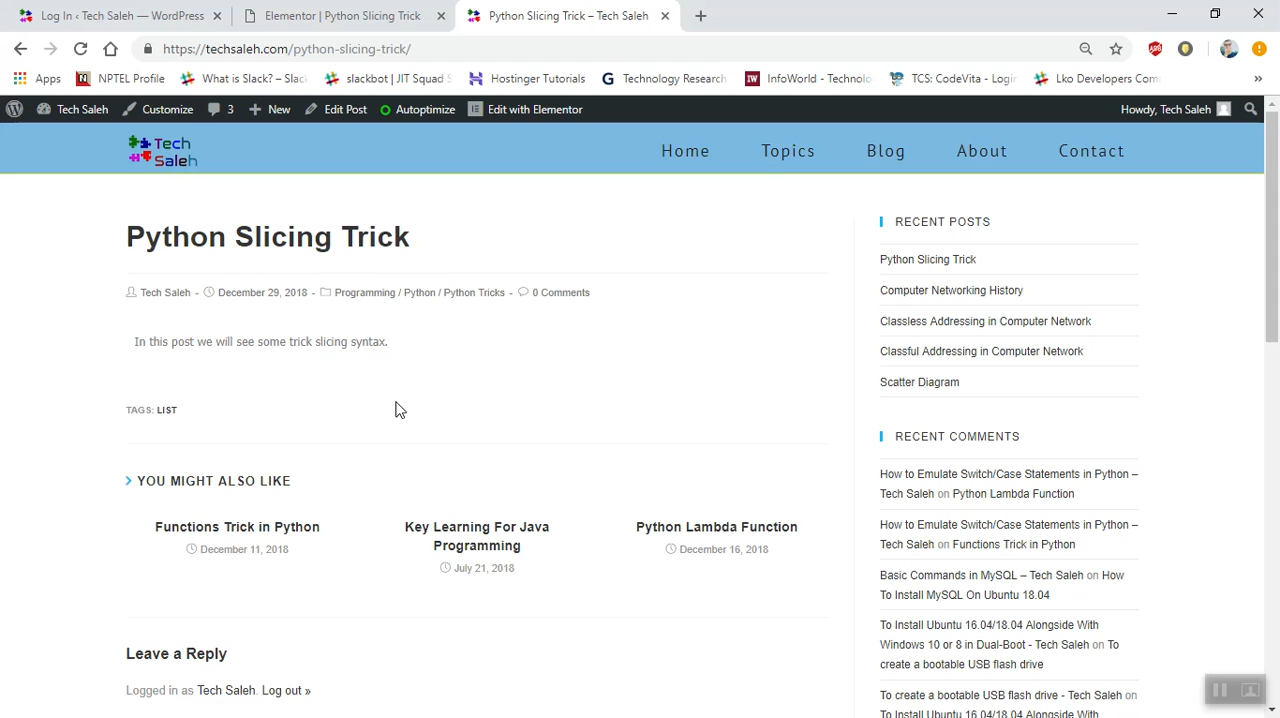 Log In ‹ Tech Saleh — WordPress
Elementor | Python Slicing Trick
Python Slicing Trick – Tech Saleh
https://techsaleh.com/python-slicing-trick/
Apps
NPTEL Profile
What is Slack? – Slac
slackbot | JIT Squad S
Hostinger Tutorials
Technology Research
InfoWorld - Technolo
TCS: CodeVita - Login
Lko Developers Com
Tech Saleh
Customize
3
New
Edit Post
Autoptimize
Edit with Elementor
Howdy, Tech Saleh
Tech
Saleh
Home
Topics
Blog
About
Contact
Python Slicing Trick
Tech Saleh - December 29, 2018 - Programming / Python / Python Tricks - 0 Comments
In this post we will see some trick slicing syntax.
TAGS: LIST
YOU MIGHT ALSO LIKE
Functions Trick in Python
December 11, 2018
Key Learning For Java
Programming
July 21, 2018
Python Lambda Function
December 16, 2018
Leave a Reply
Logged in as Tech Saleh. Log out »
RECENT POSTS
Python Slicing Trick
Computer Networking History
Classless Addressing in Computer Network
Classful Addressing in Computer Network
Scatter Diagram
RECENT COMMENTS
How to Emulate Switch/Case Statements in Python –
Tech Saleh on Python Lambda Function
How to Emulate Switch/Case Statements in Python –
Tech Saleh on Functions Trick in Python
Basic Commands in MySQL – Tech Saleh on How
To Install MySQL On Ubuntu 18.04
To Install Ubuntu 16.04/18.04 Alongside With
Windows 10 or 8 in Dual-Boot - Tech Saleh on To
create a bootable USB flash drive
To create a bootable USB flash drive - Tech Saleh on
To Install Ubuntu 16.04/18.04 Alongside With